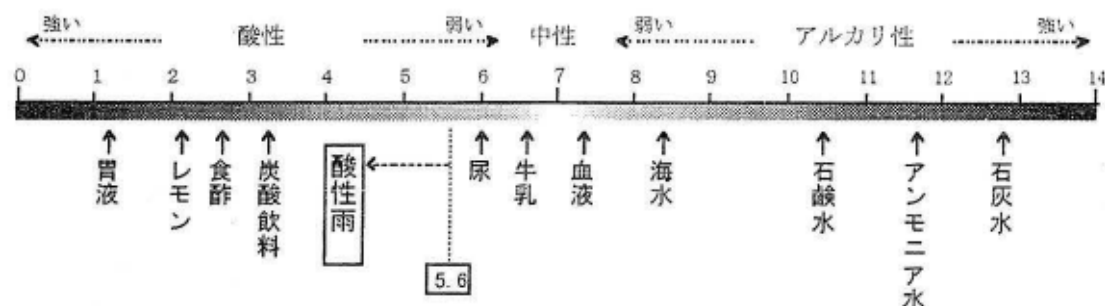 強い 酸性 弱い 中性 弱い アルカリ性 強い
0 1 2 3 4 5 6 7 8 9 10 11 12 13 14
胃液
レモン
食酢
炭酸飲料
酸性雨
5.6
尿
牛乳
血液
海水
石鹸水
アンモニア水
石灰水